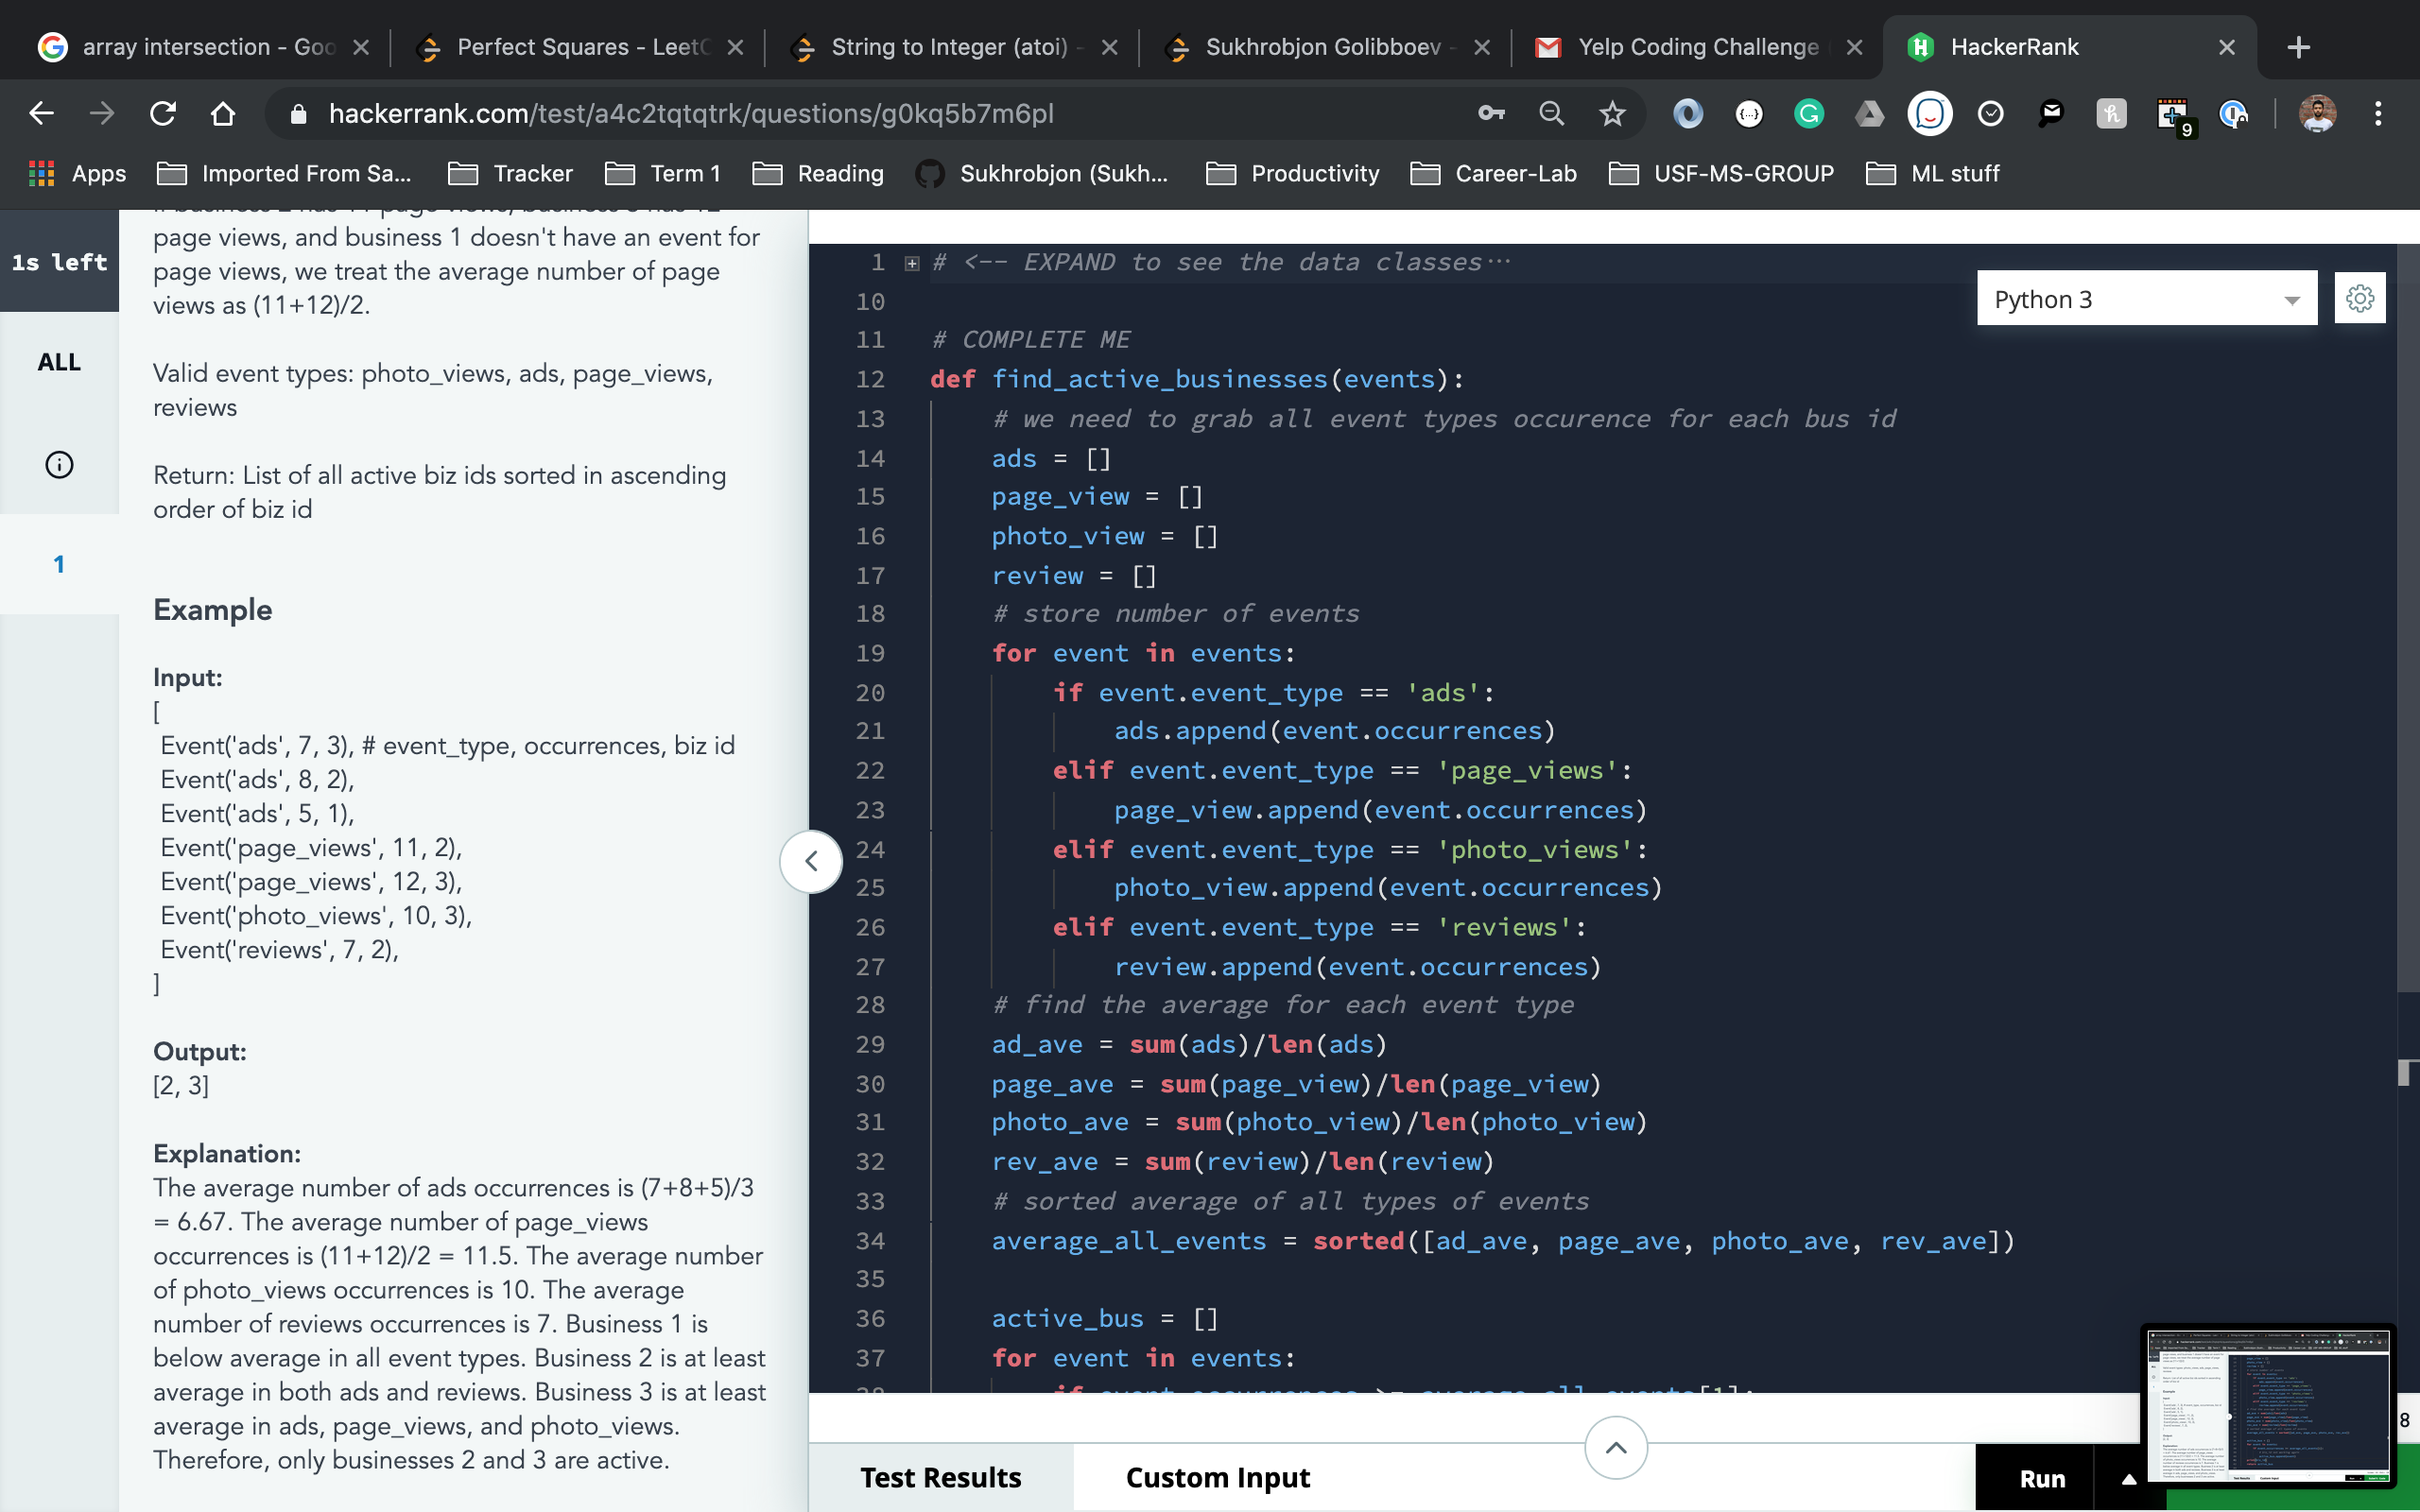 array intersection - Goo
Perfect Squares - LeetC
String to Integer (atoi) -
Sukhrobjon Golibboev -
Yelp Coding Challenge
HackerRank
hackerrank.com/test/a4c2tqtqtrk/questions/g0kq5b7m6pl
9
Apps
Imported From Sa...
Tracker
Term 1
Reading
Sukhrobjon (Sukh...
Productivity
Career-Lab
USF-MS-GROUP
ML stuff
1s left
ALL
1
page views, and business 1 doesn't have an event for
page views, we treat the average number of page
views as (11+12)/2.
Valid event types: photo_views, ads, page_views,
reviews
Return: List of all active biz ids sorted in ascending
order of biz id
Example
Input:
[
Event('ads', 7, 3), # event_type, occurrences, biz id
Event('ads', 8, 2),
Event('ads', 5, 1),
Event('page_views', 11, 2),
Event('page_views', 12, 3),
Event('photo_views', 10, 3),
Event('reviews', 7, 2),
]
Output:
[2, 3]
Explanation:
The average number of ads occurrences is (7+8+5)/3
= 6.67. The average number of page_views
occurrences is (11+12)/2 = 11.5. The average number
of photo_views occurrences is 10. The average
number of reviews occurrences is 7. Business 1 is
below average in all event types. Business 2 is at least
average in both ads and reviews. Business 3 is at least
average in ads, page_views, and photo_views.
Therefore, only businesses 2 and 3 are active.
Python 3
1 # <-- EXPAND to see the data classes···
10
11 # COMPLETE ME
12 def find_active_businesses(events):
13 # we need to grab all event types occurence for each bus id
14 ads = []
15 page_view = []
16 photo_view = []
17 review = []
18 # store number of events
19 for event in events:
20 if event.event_type == 'ads':
21 ads.append(event.occurrences)
22 elif event.event_type == 'page_views':
23 page_view.append(event.occurrences)
24 elif event.event_type == 'photo_views':
25 photo_view.append(event.occurrences)
26 elif event.event_type == 'reviews':
27 review.append(event.occurrences)
28 # find the average for each event type
29 ad_ave = sum(ads)/len(ads)
30 page_ave = sum(page_view)/len(page_view)
31 photo_ave = sum(photo_view)/len(photo_view)
32 rev_ave = sum(review)/len(review)
33 # sorted average of all types of events
34 average_all_events = sorted([ad_ave, page_ave, photo_ave, rev_ave])
35
36 active_bus = []
37 for event in events:
8
Test Results
Custom Input
Run